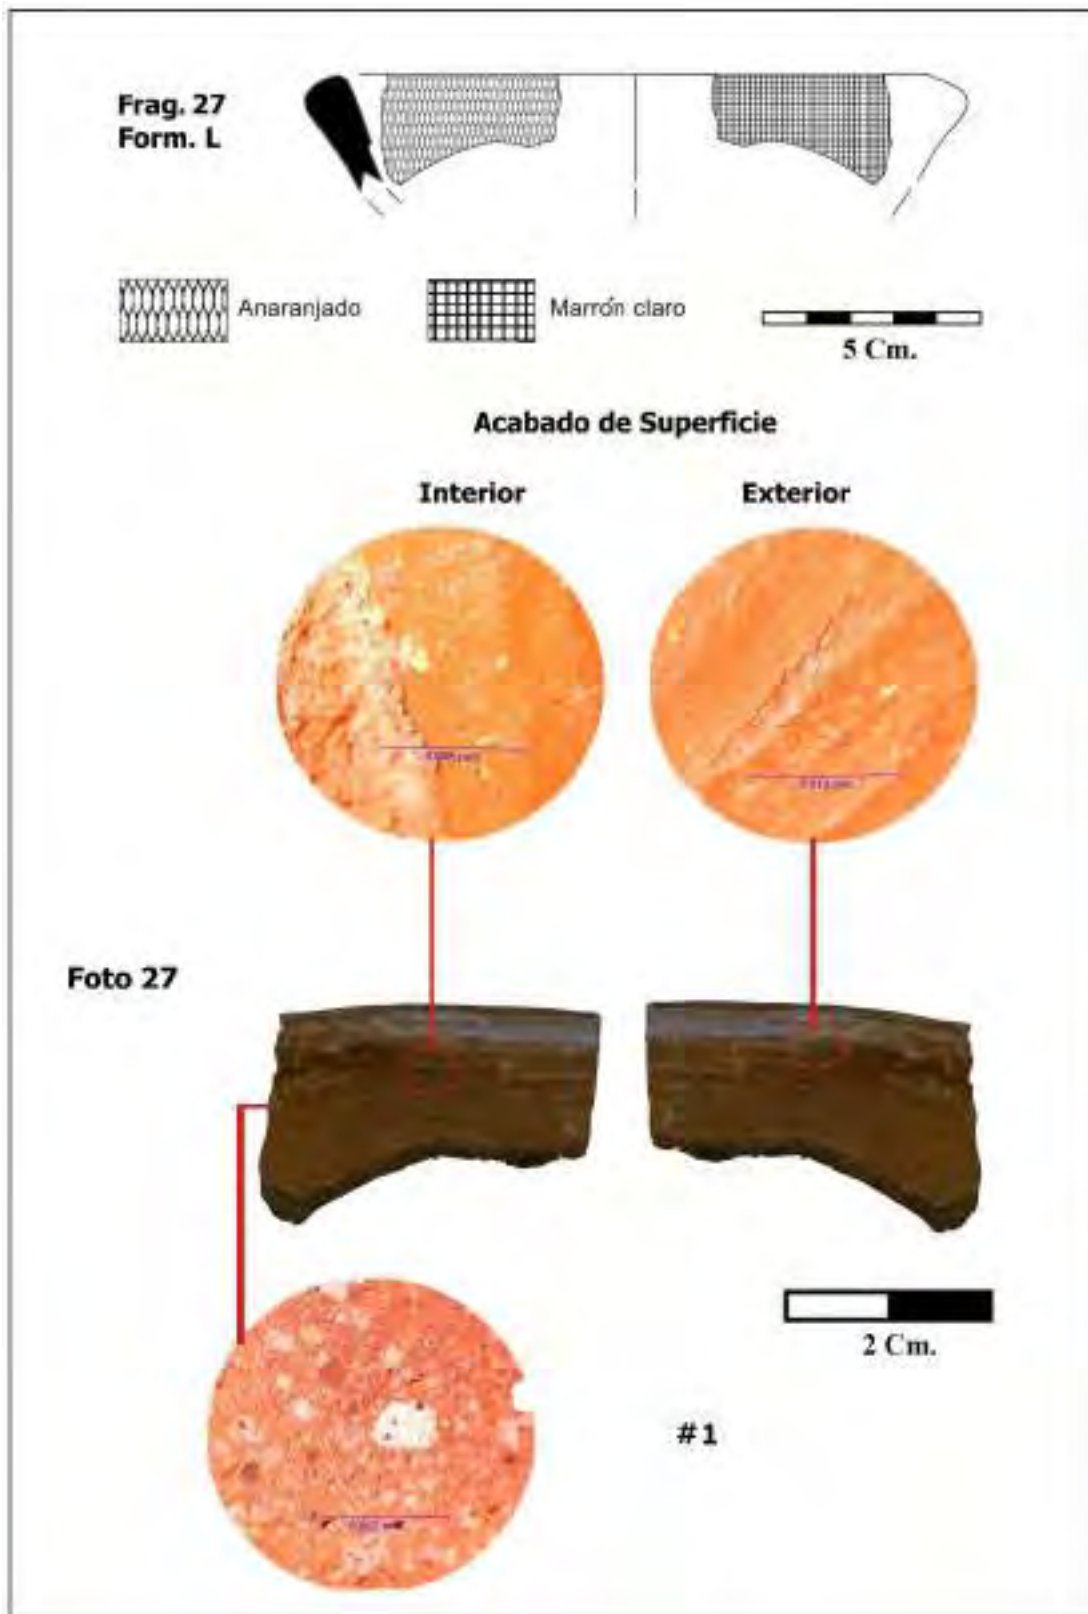 Frag. 27
Form. L
Anaranjado
Marrón claro
5 Cm.
Acabado de Superficie
Interior
Exterior
Foto 27
2 Cm.
#1